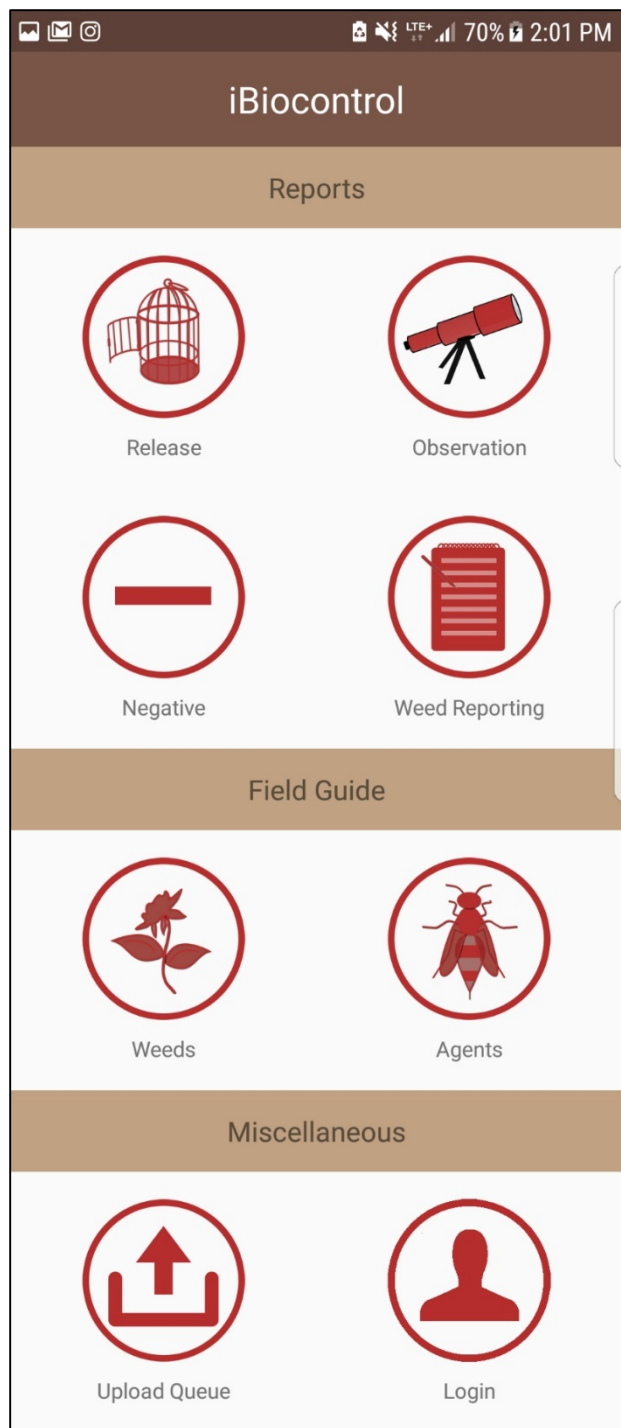 LTE+ 70% 2:01 PM
iBiocontrol
Reports
Release Observation
Negative Weed Reporting
Field Guide
Weeds Agents
Miscellaneous
Upload Queue Login